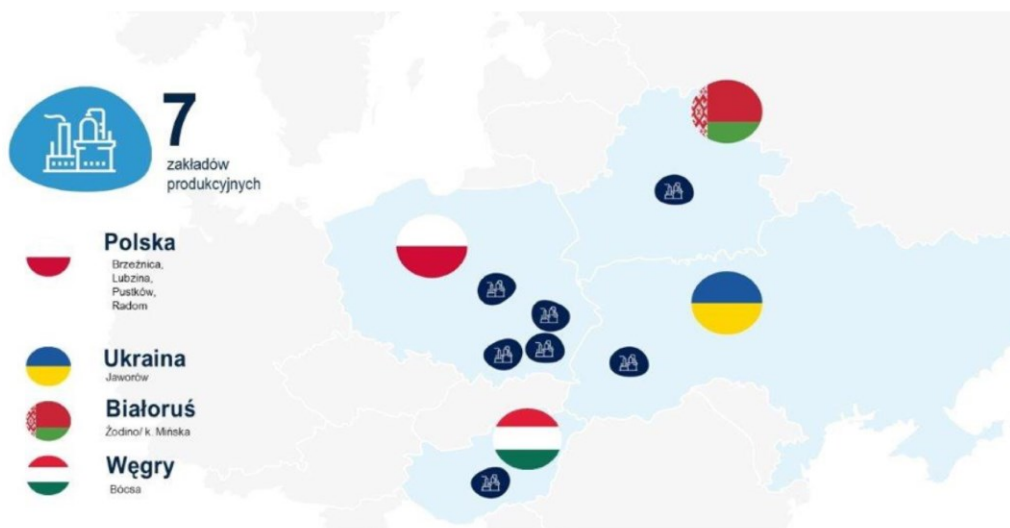 7
zakładów
produkcyjnych
Polska
Brzeźnica,
Lubzina,
Pustków,
Radom
Ukraina
Jaworów
Białoruś
Żodino/ k. Mińska
Węgry
Bócsa